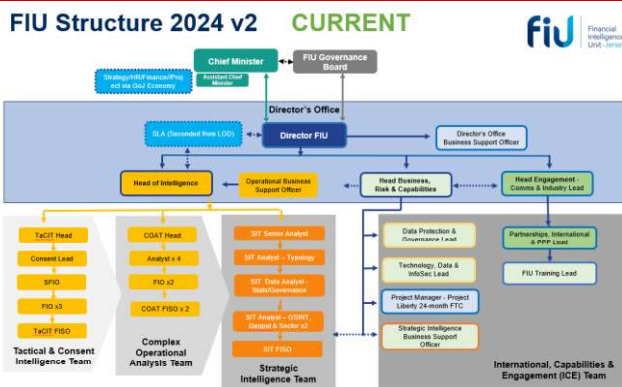 FIU Structure 2024 v2 CURRENT
fiu
Financial
Intelligence
Unit - Jersey
Chief Minister
Assistant Chief
Minister
FIU Governance
Board
Strategy/HR/Finance//Proj
ect via GoJ Economy
Director's Office
SLA (Seconded from LOD)
Director FIU
Director's Office
Business Support Officer
Head of Intelligence
Operational Business
Support Officer
Head Business,
Risk & Capabilities
Head Engagement -
Comms & Industry Lead
TaCIT Head
Consent Lead
SFIO
FIO x3
TaCIT FISO
Tactical & Consent
Intelligence Team
COAT Head
Analyst x 4
FIO x2
COAT FISO x 2
Complex
Operational
Analysis Team
SIT Senior Analyst
SIT Analyst – Typology
SIT Data Analyst -
Stats/Governance
SIT Analyst – OSINT,
Geopol & Sector x2
SIT FISO
Strategic
Intelligence Team
Data Protection &
Governance Lead
Technology, Data &
InfoSec Lead
Project Manager - Project
Liberty 24-month FTC
Strategic Intelligence
Business Support
Officer
Partnerships, International
& PPP Lead
FIU Training Lead
International, Capabilities &
Engagement (ICE) Team